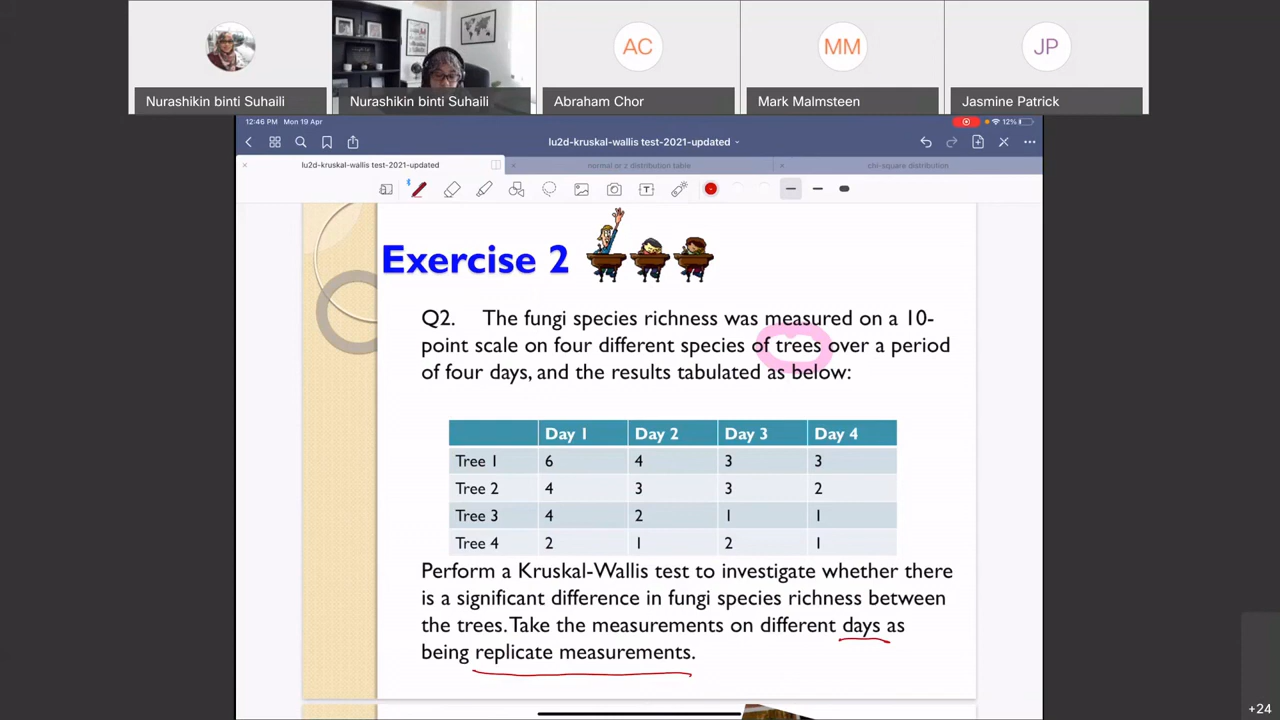 AC
MM
JP
Nurashikin binti Suhaili
Nurashikin binti Suhaili
Abraham Chor
Mark Malmsteen
Jasmine Patrick
12:46 PM Mon 19 Apr
12%
lu2d-kruskal-wallis test-2021-updated
lu2d-kruskal-wallis test-2021-updated
normal or z distribution table
chi-square distribution
Exercise 2
Q2. The fungi species richness was measured on a 10-
point scale on four different species of trees over a period
of four days, and the results tabulated as below:
Day 1 Day 2 Day 3 Day 4
Tree 1 6 4 3 3
Tree 2 4 3 3 2
Tree 3 4 2 1 1
Tree 4 2 1 2 1
Perform a Kruskal-Wallis test to investigate whether there
is a significant difference in fungi species richness between
the trees. Take the measurements on different days as
being replicate measurements.
+24